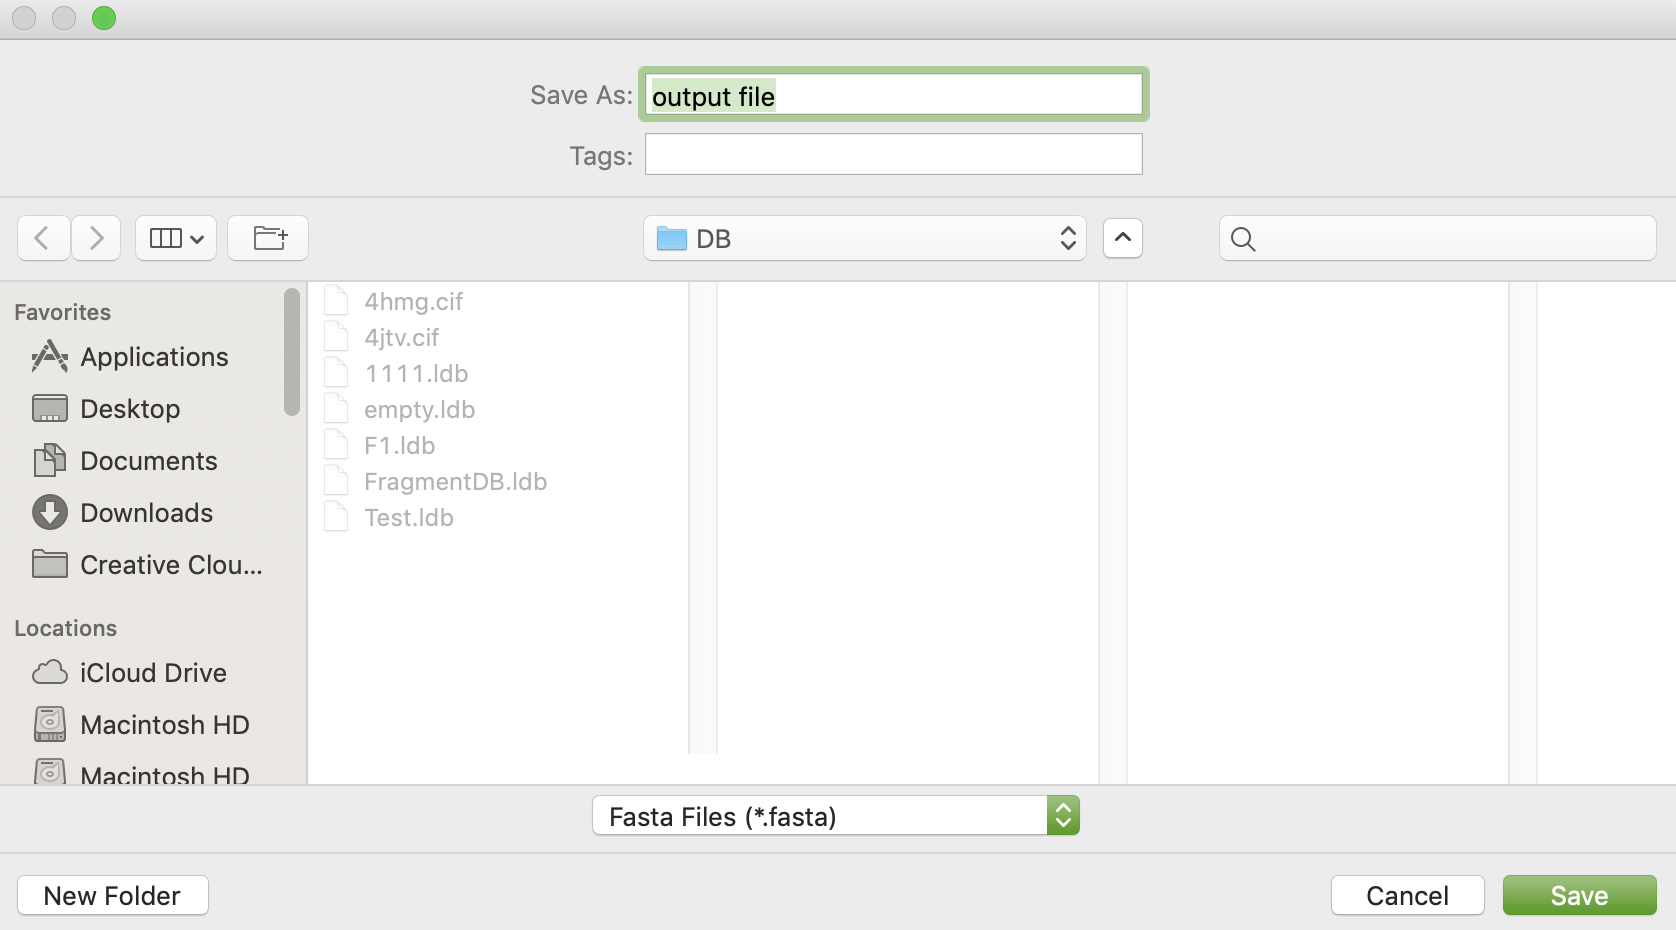 Save As: output file
Tags:
DB
Favorites
Applications
Desktop
Documents
Downloads
Creative Clou...
Locations
iCloud Drive
Macintosh HD
Macintosh HD
4hmg.cif
4jtv.cif
1111.ldb
empty.ldb
F1.ldb
FragmentDB.ldb
Test.ldb
Fasta Files (*.fasta)
New Folder
Cancel
Save